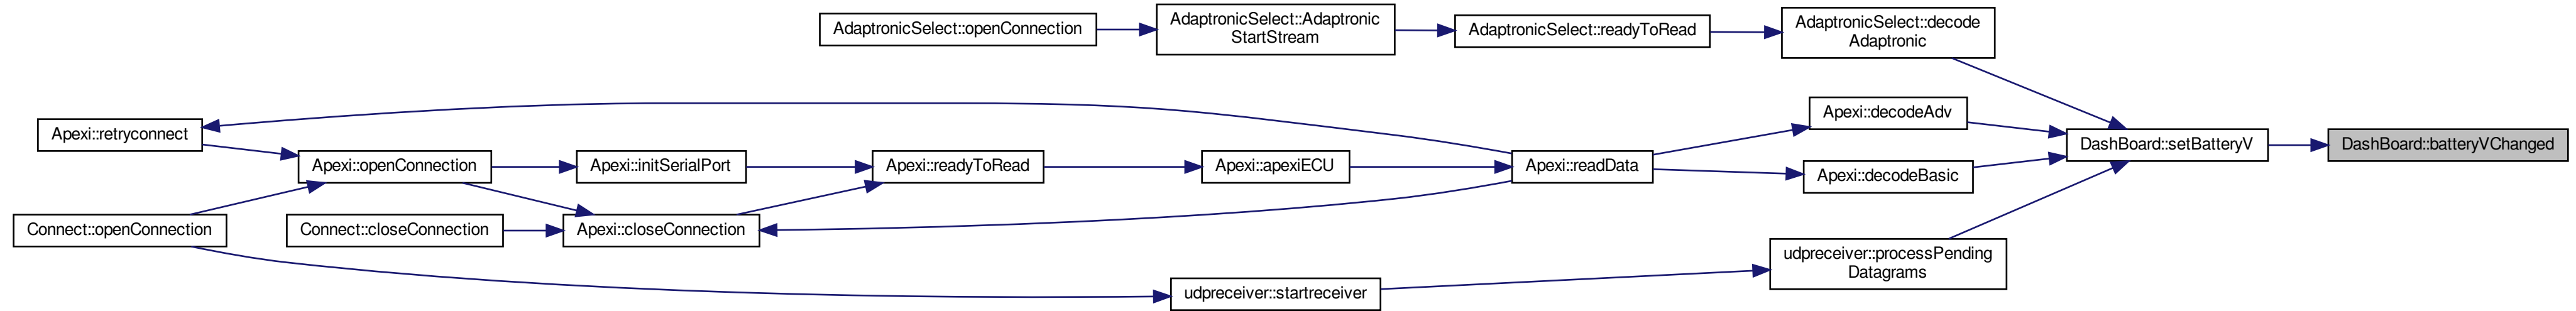 AdaptronicSelect::openConnection
AdaptronicSelect::Adaptronic
StartStream
AdaptronicSelect::readyToRead
AdaptronicSelect::decode
Adaptronic
Apexi::retryconnect
Apexi::openConnection
Apexi::initSerialPort
Apexi::readyToRead
Apexi::apexiECU
Apexi::readData
Apexi::decodeAdv
Apexi::decodeBasic
DashBoard::setBatteryV
DashBoard::batteryVChanged
Connect::openConnection
Connect::closeConnection
Apexi::closeConnection
udpreceiver::processPending
Datagrams
udpreceiver::startreceiver